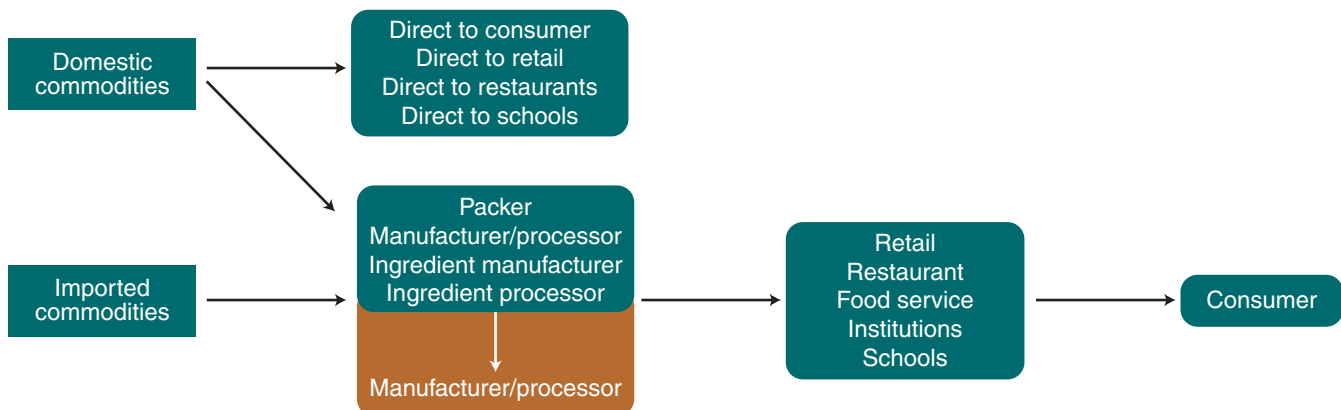 Domestic
commodities
Direct to consumer
Direct to retail
Direct to restaurants
Direct to schools
Imported
commodities
Packer
Manufacturer/processor
Ingredient manufacturer
Ingredient processor
Manufacturer/processor
Retail
Restaurant
Food service
Institutions
Schools
Consumer